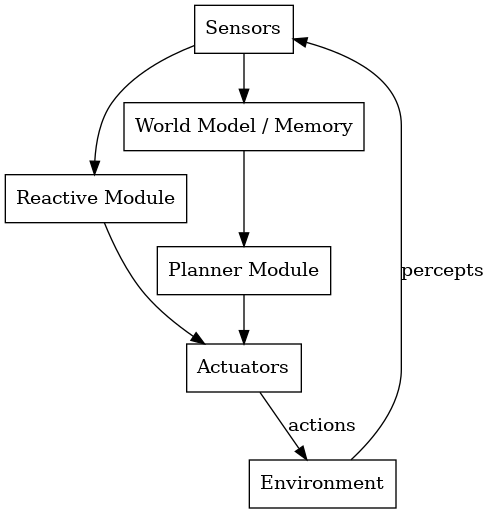 Sensors
World Model / Memory
Reactive Module
Planner Module
percepts
Actuators
actions
Environment